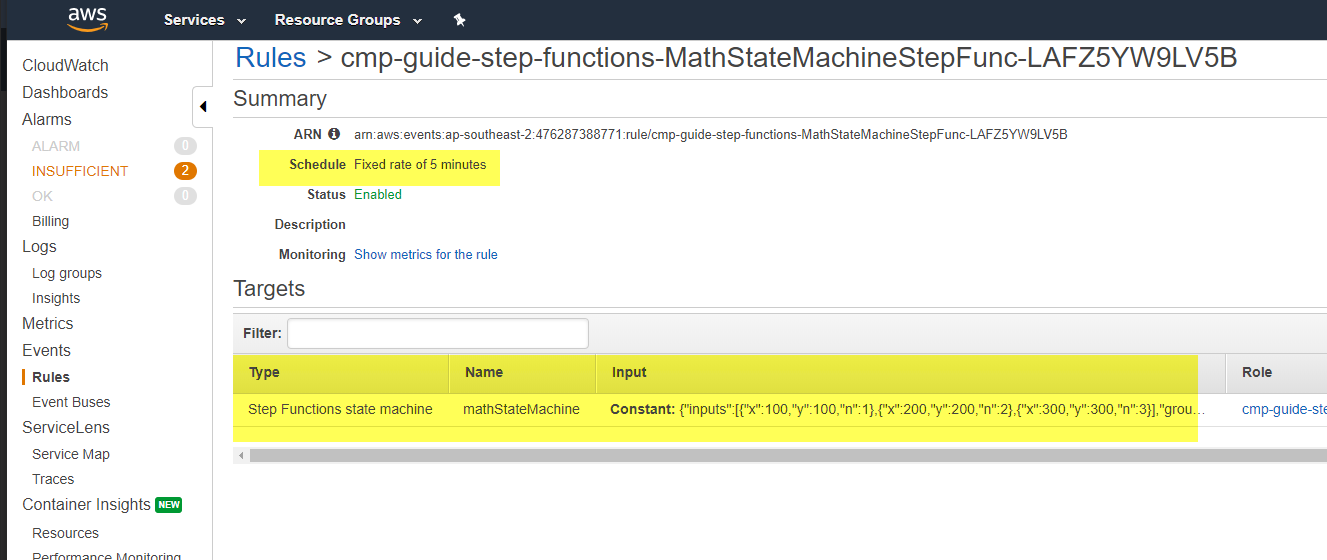 aws Services Resource Groups
CloudWatch
Dashboards
Alarms
ALARM 0
INSUFFICIENT 2
OK 0
Billing
Logs
Log groups
Insights
Metrics
Events
Rules
Event Buses
ServiceLens
Service Map
Traces
Container Insights NEW
Resources
Performance Monitoring
Rules > cmp-guide-step-functions-MathStateMachineStepFunc-LAFZ5YW9LV5B
Summary
ARN arn:aws:events:ap-southeast-2:476287388771:rule/cmp-guide-step-functions-MathStateMachineStepFunc-LAFZ5YW9LV5B
Schedule Fixed rate of 5 minutes
Status Enabled
Description
Monitoring Show metrics for the rule
Targets
Filter:
Type Name Input Role
Step Functions state machine mathStateMachine Constant: {"inputs":[{"x":100,"y":100,"n":1},{"x":200,"y":200,"n":2},{"x":300,"y":300,"n":3}],"grou... cmp-guide-ste